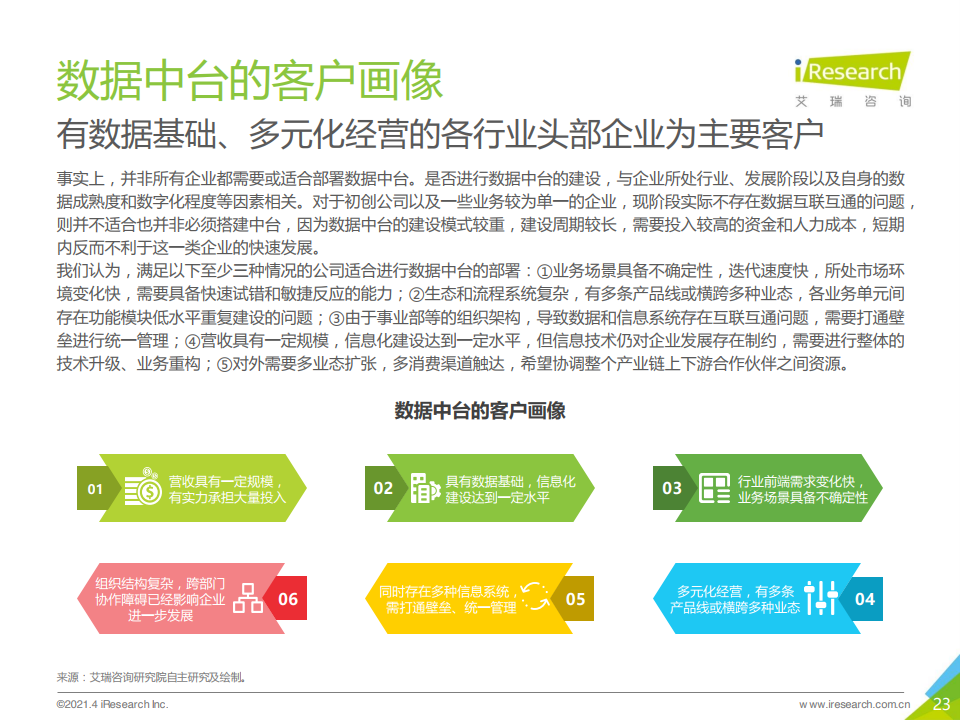 数据中台的客户画像
iResearch
艾 瑞 咨 询
有数据基础、多元化经营的各行业头部企业为主要客户
事实上，并非所有企业都需要或适合部署数据中台。是否进行数据中台的建设，与企业所处行业、发展阶段以及自身的数
据成熟度和数字化程度等因素相关。对于初创公司以及一些业务较为单一的企业，现阶段实际不存在数据互联互通的问题，
则并不适合也并非必须搭建中台，因为数据中台的建设模式较重，建设周期较长，需要投入较高的资金和人力成本，短期
内反而不利于这一类企业的快速发展。
我们认为，满足以下至少三种情况的公司适合进行数据中台的部署：①业务场景具备不确定性，迭代速度快，所处市场环
境变化快，需要具备快速试错和敏捷反应的能力；②生态和流程系统复杂，有多条产品线或横跨多种业态，各业务单元间
存在功能模块低水平重复建设的问题；③由于事业部等的组织架构，导致数据和信息系统存在互联互通问题，需要打通壁
垒进行统一管理；④营收具有一定规模，信息化建设达到一定水平，但信息技术仍对企业发展存在制约，需要进行整体的
技术升级、业务重构；⑤对外需要多业态扩张，多消费渠道触达，希望协调整个产业链上下游合作伙伴之间资源。
数据中台的客户画像
01
营收具有一定规模，
有实力承担大量投入
02
具有数据基础，信息化
建设达到一定水平
03
行业前端需求变化快，
业务场景具备不确定性
组织结构复杂，跨部门
协作障碍已经影响企业
进一步发展
06
同时存在多种信息系统，
需打通壁垒、统一管理
05
多元化经营，有多条
产品线或横跨多种业态
04
来源：艾瑞咨询研究院自主研究及绘制。
©2021.4 iResearch Inc.
www.iresearch.com.cn
23